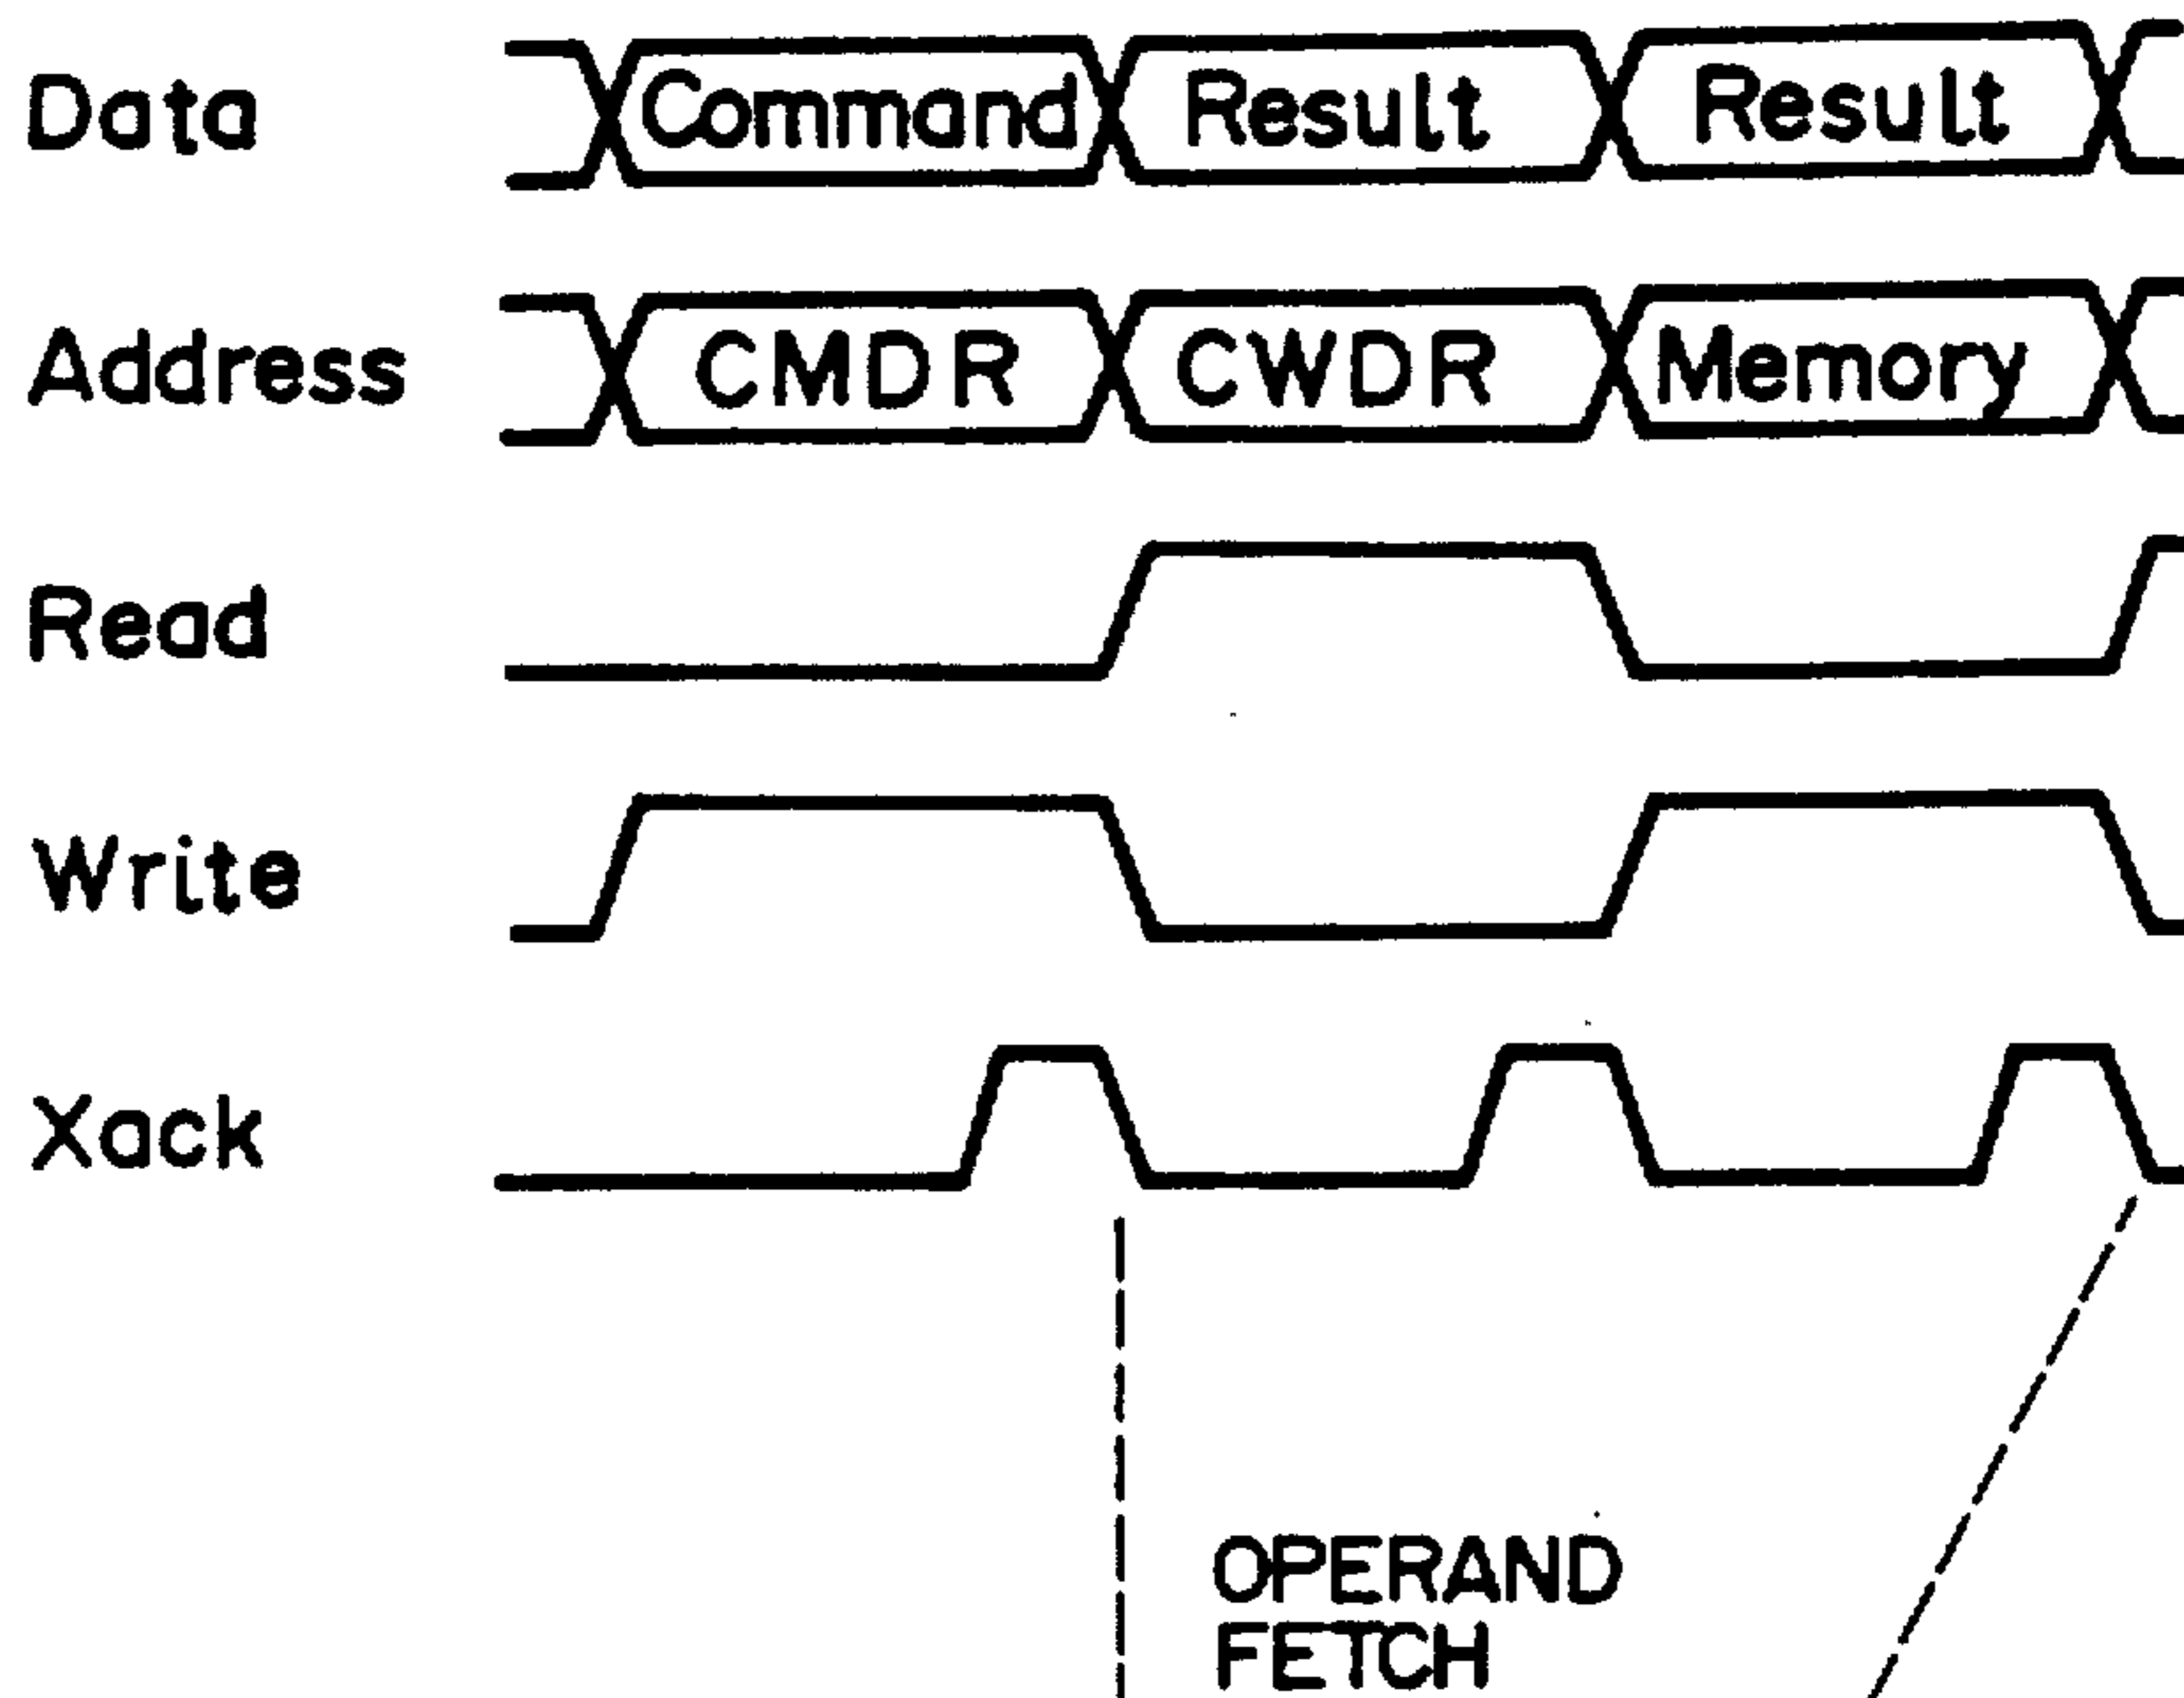 Data Command Result Result
Address CMDR CWDR Memory
Read
Write
Xack
OPERAND
FETCH